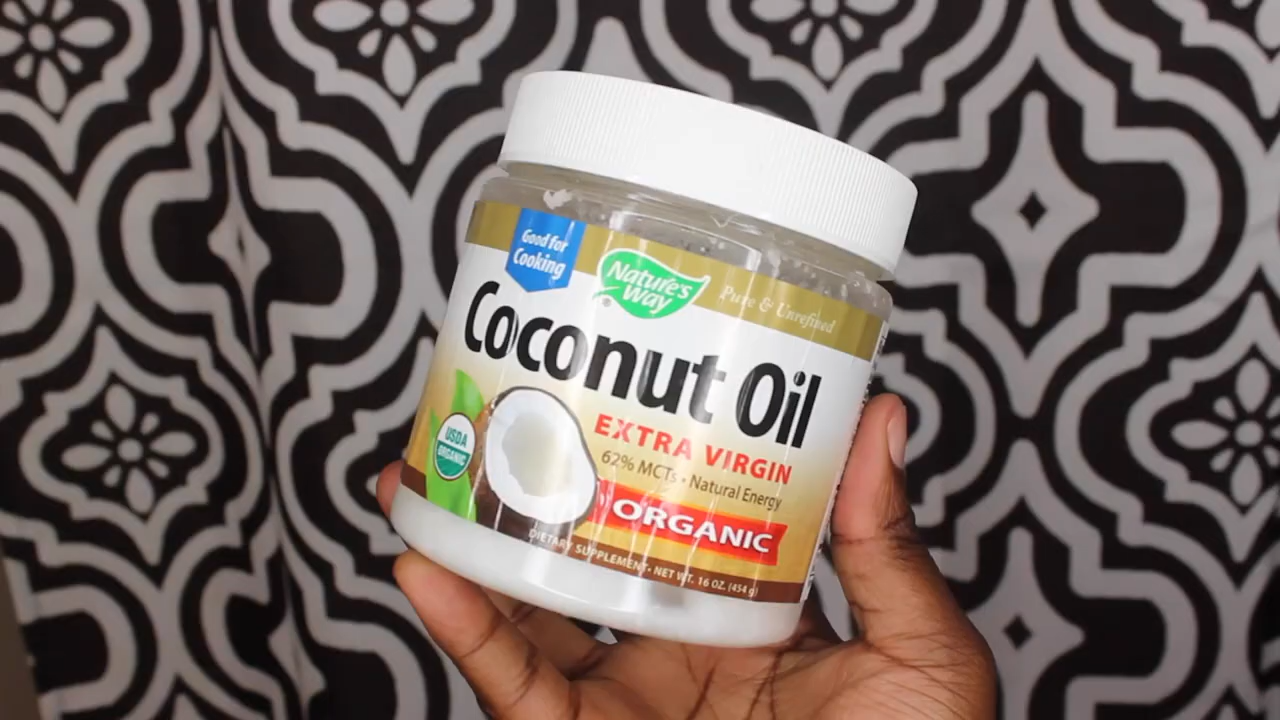 Good for
Cooking
Nature's
Way
Pure & Unrefined
Coconut Oil
EXTRA VIRGIN
62% MCTs • Natural Energy
USDA
ORGANIC
ORGANIC
DIETARY SUPPLEMENT • NET WT. 16 OZ. (454 g)